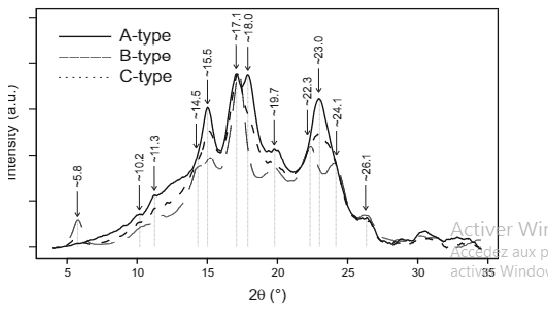 A-type
B-type
C-type
Intensity (a.u.)
~5.8
~10.2
~11.3
~14.5
~15.5
~17.1
~18.0
~19.7
~22.3
~23.0
~24.1
~26.1
5 10 15 20 25 30 35
2θ (°)
Activer Win
Accédez aux p
activer Window